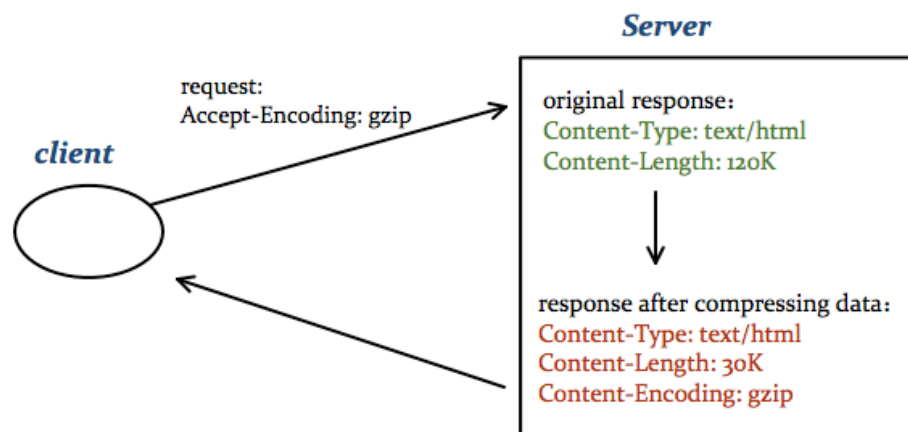 Server
request:
Accept-Encoding: gzip
client
original response：
Content-Type: text/html
Content-Length: 120K
response after compressing data：
Content-Type: text/html
Content-Length: 30K
Content-Encoding: gzip